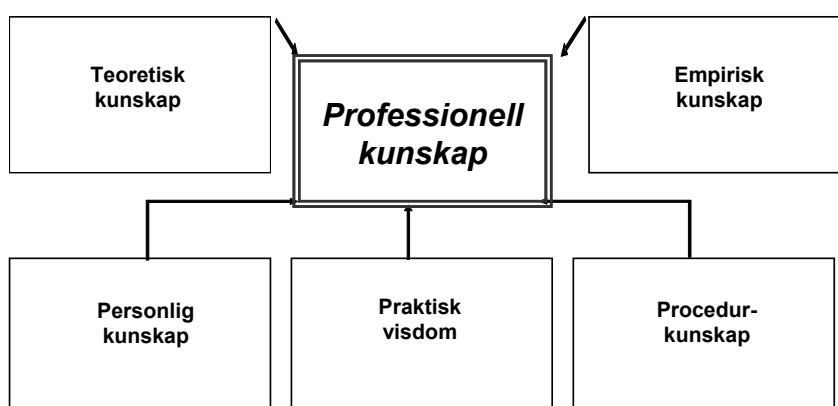 Teoretisk
kunskap
Professionell
kunskap
Empirisk
kunskap
Personlig
kunskap
Praktisk
visdom
Procedur-
kunskap